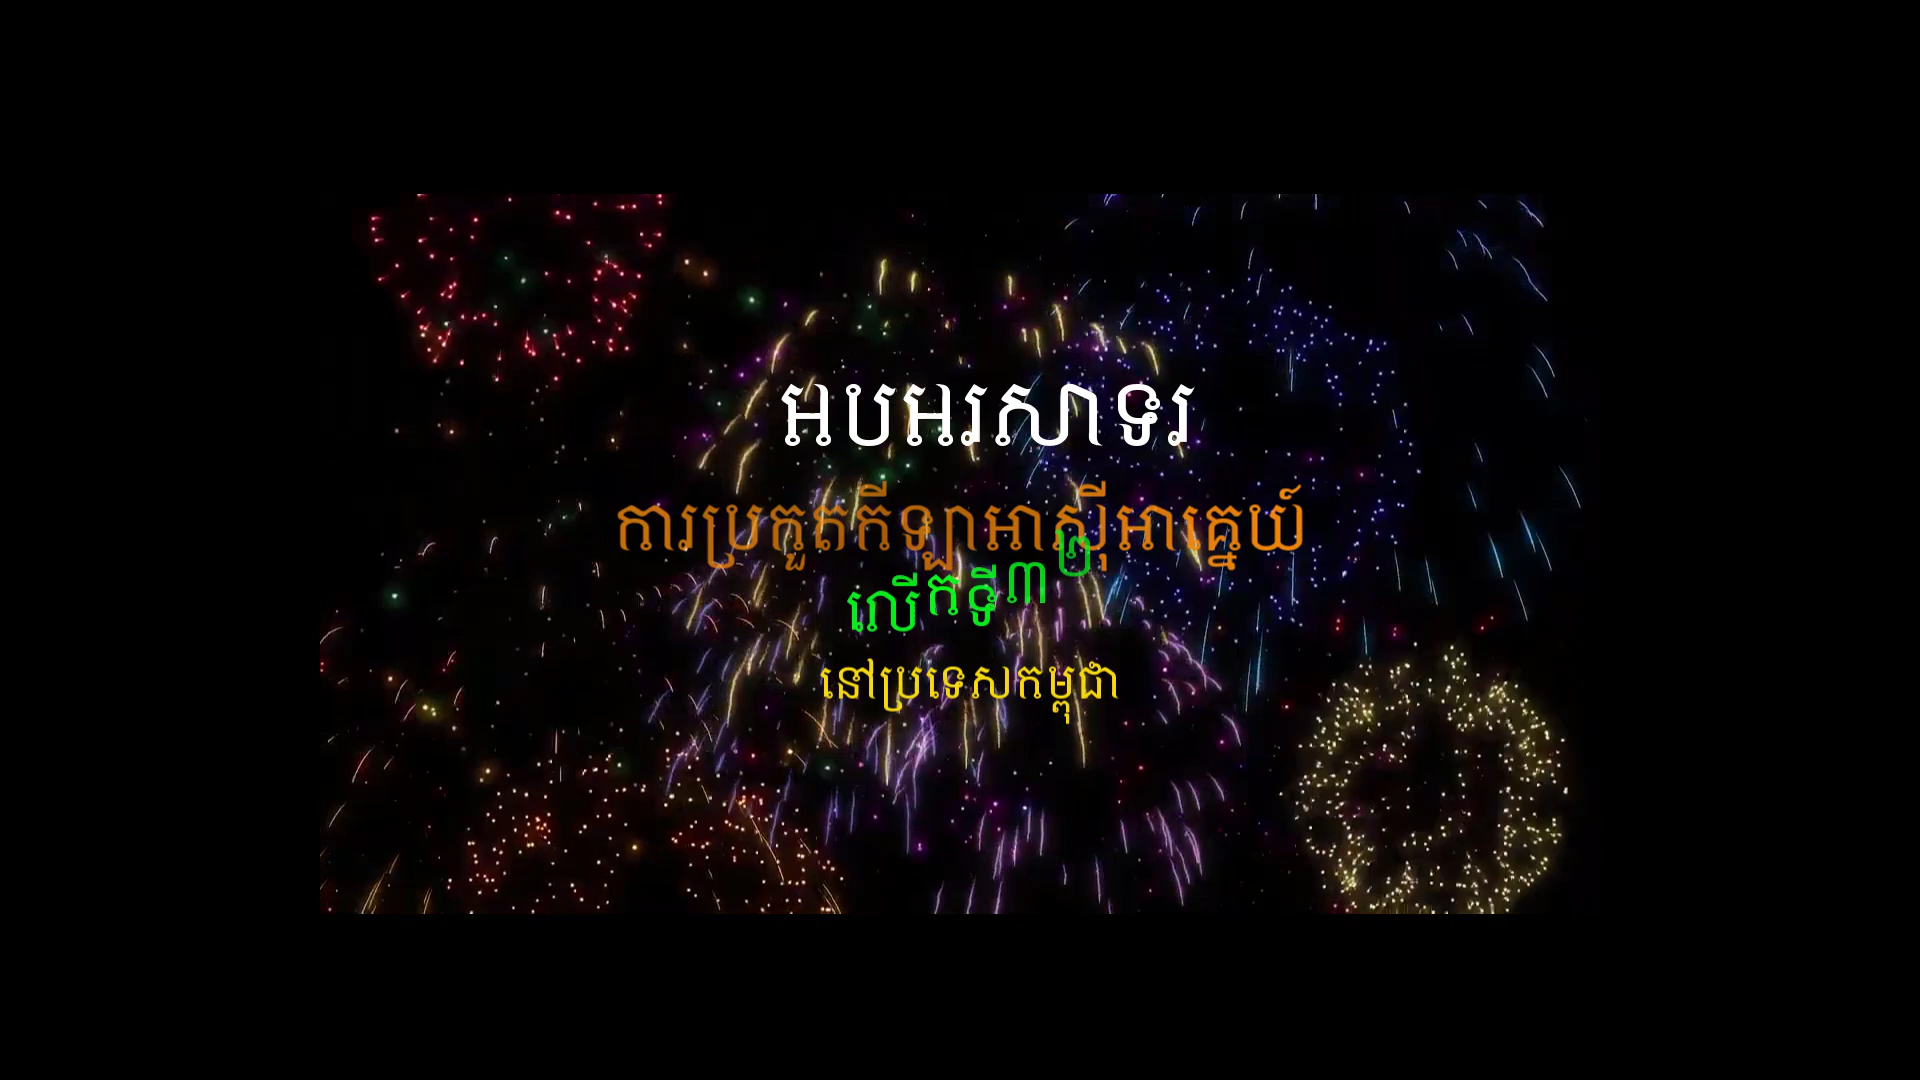 អបអរសាទរ
ការប្រកួតកីឡាអាស៊ីអាគ្នេយ៍
លើកទី៣២
នៅប្រទេសកម្ពុជា